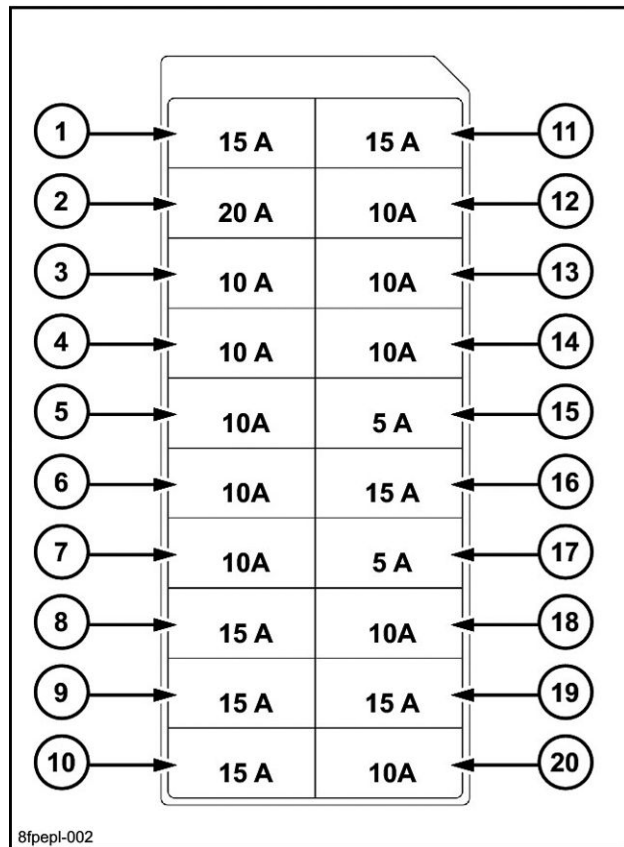 1 15 A 15 A 11
2 20 A 10A 12
3 10 A 10A 13
4 10 A 10A 14
5 10A 5 A 15
6 10A 15 A 16
7 10A 5 A 17
8 15 A 10A 18
9 15 A 15 A 19
10 15 A 10A 20
8fpepl-002